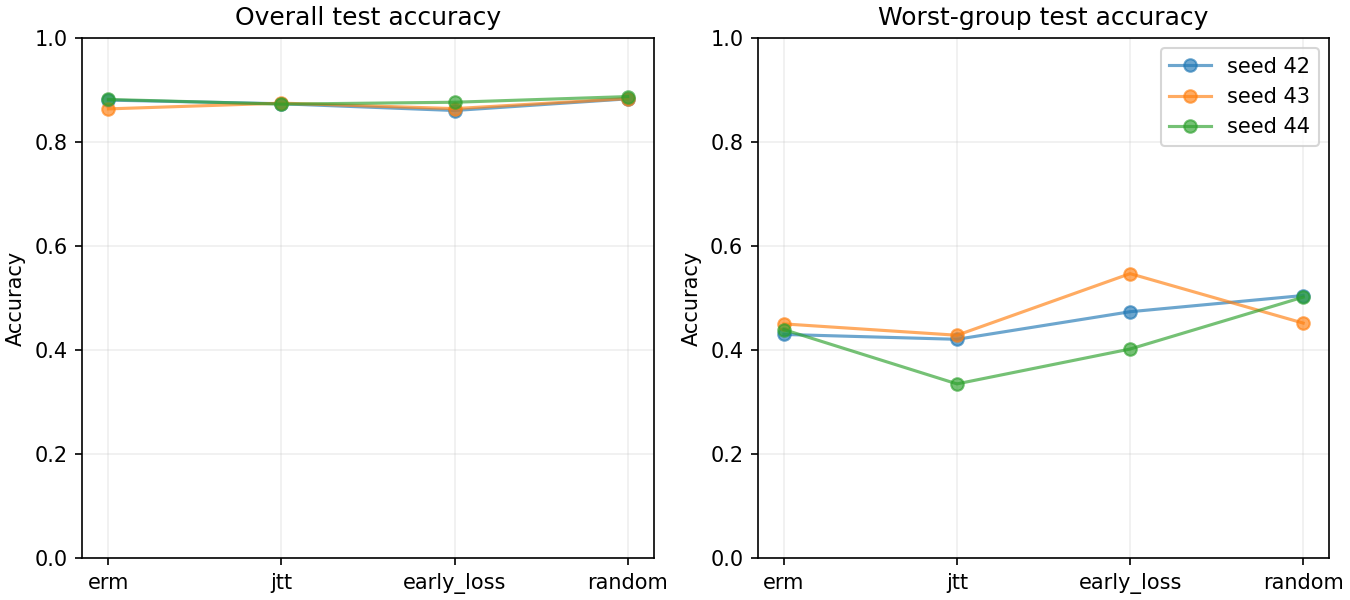 Overall test accuracy
Accuracy
1.0
0.8
0.6
0.4
0.2
0.0
erm jtt early_loss random
Worst-group test accuracy
Accuracy
1.0
0.8
0.6
0.4
0.2
0.0
erm jtt early_loss random
seed 42
seed 43
seed 44